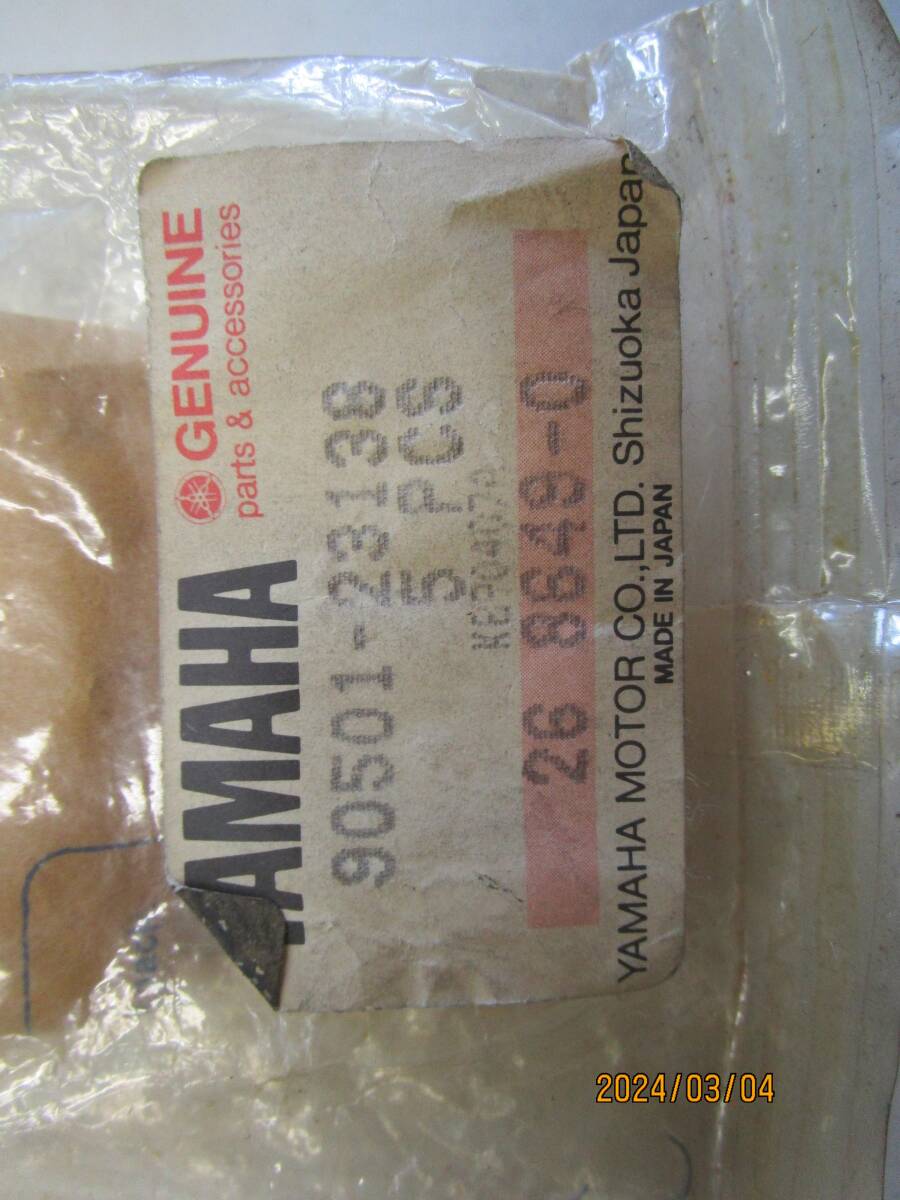 YAMAHA
GENUINE
parts & accessories
90501-23138
5 PCS
26 8649-0
YAMAHA MOTOR CO.,LTD. Shizuoka Japan
MADE IN JAPAN
2024/03/04